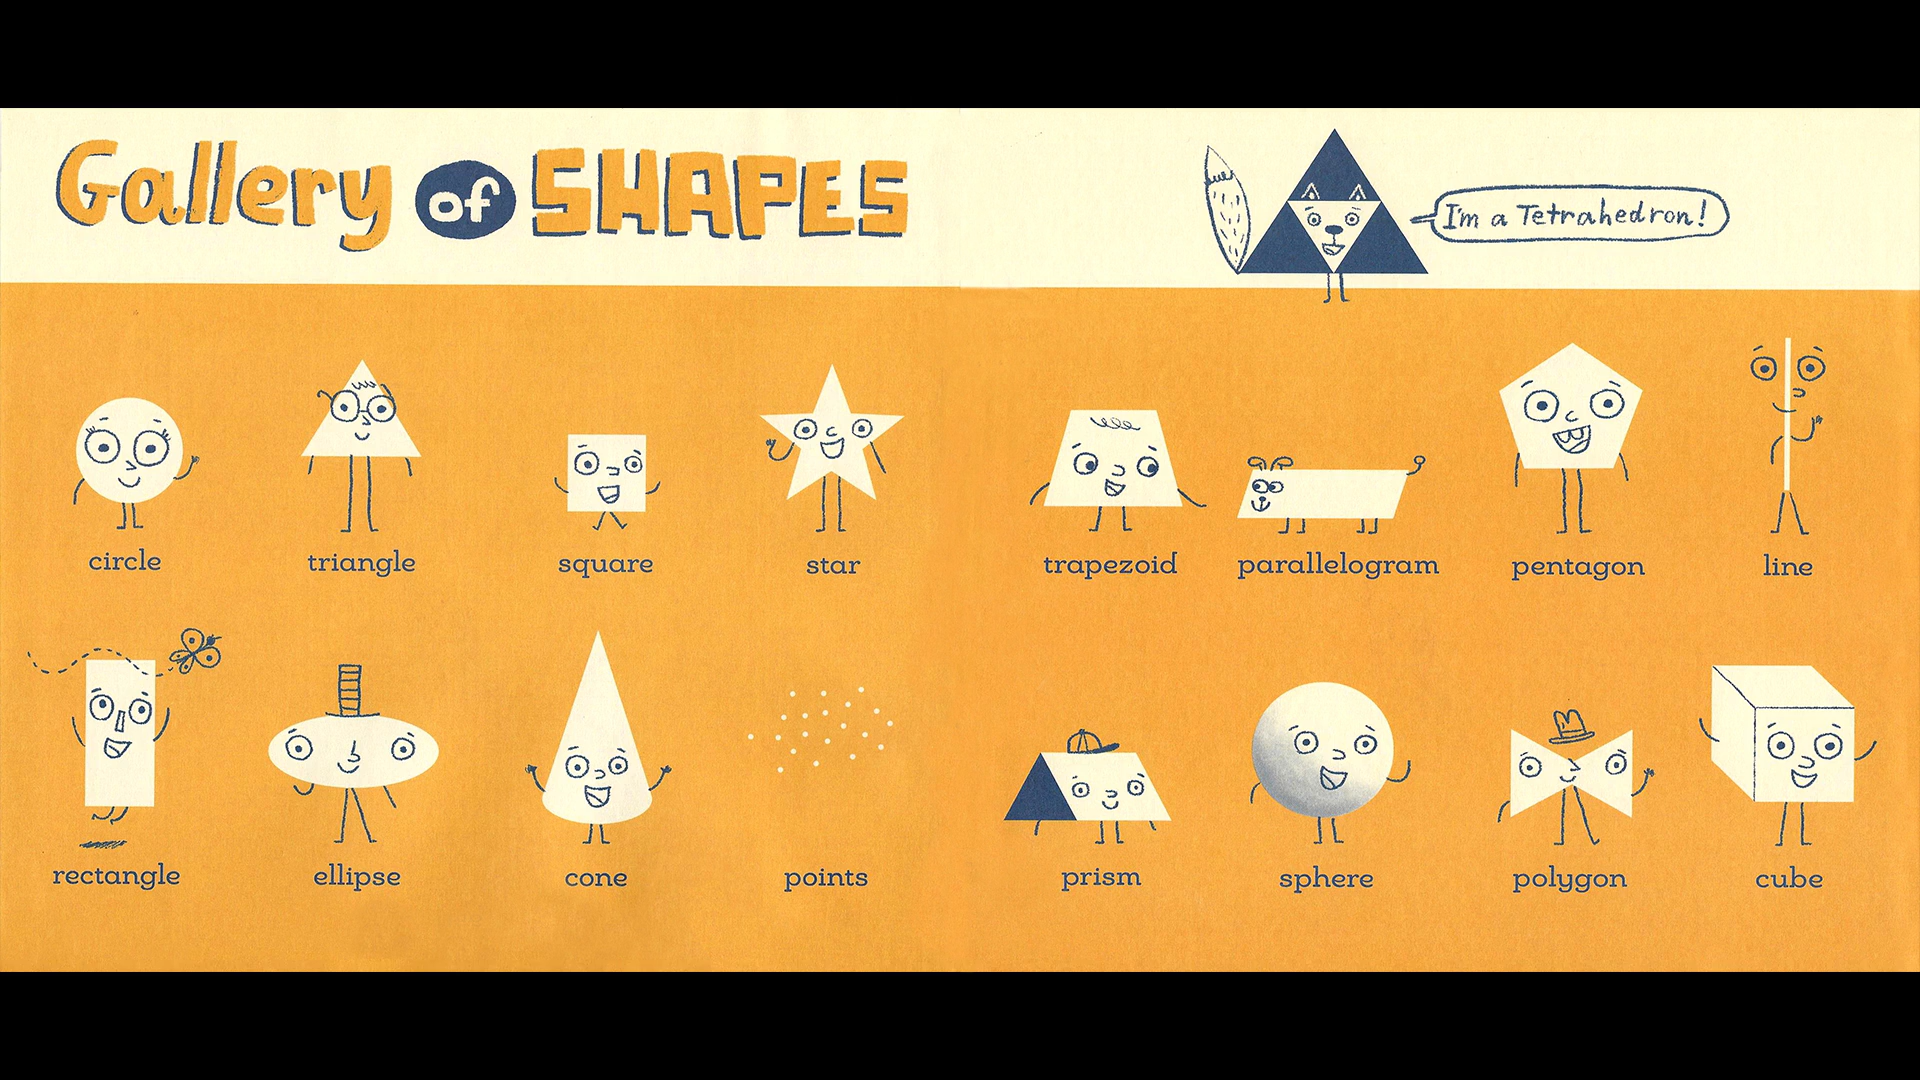 Gallery of SHAPES
I'm a Tetrahedron!
circle
triangle
square
star
trapezoid
parallelogram
pentagon
line
rectangle
ellipse
cone
points
prism
sphere
polygon
cube